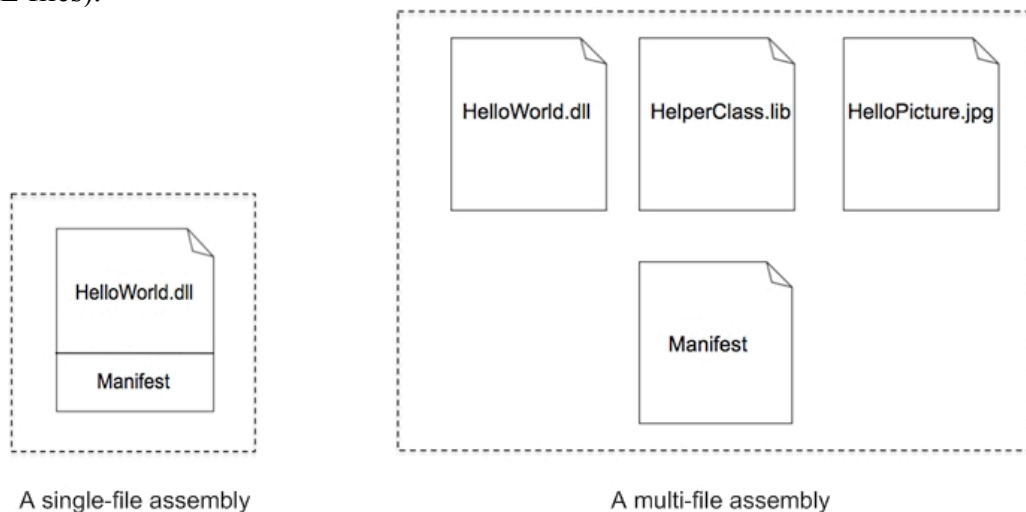 HelloWorld.dll
HelperClass.lib
HelloPicture.jpg
HelloWorld.dll
Manifest
Manifest
A single-file assembly
A multi-file assembly